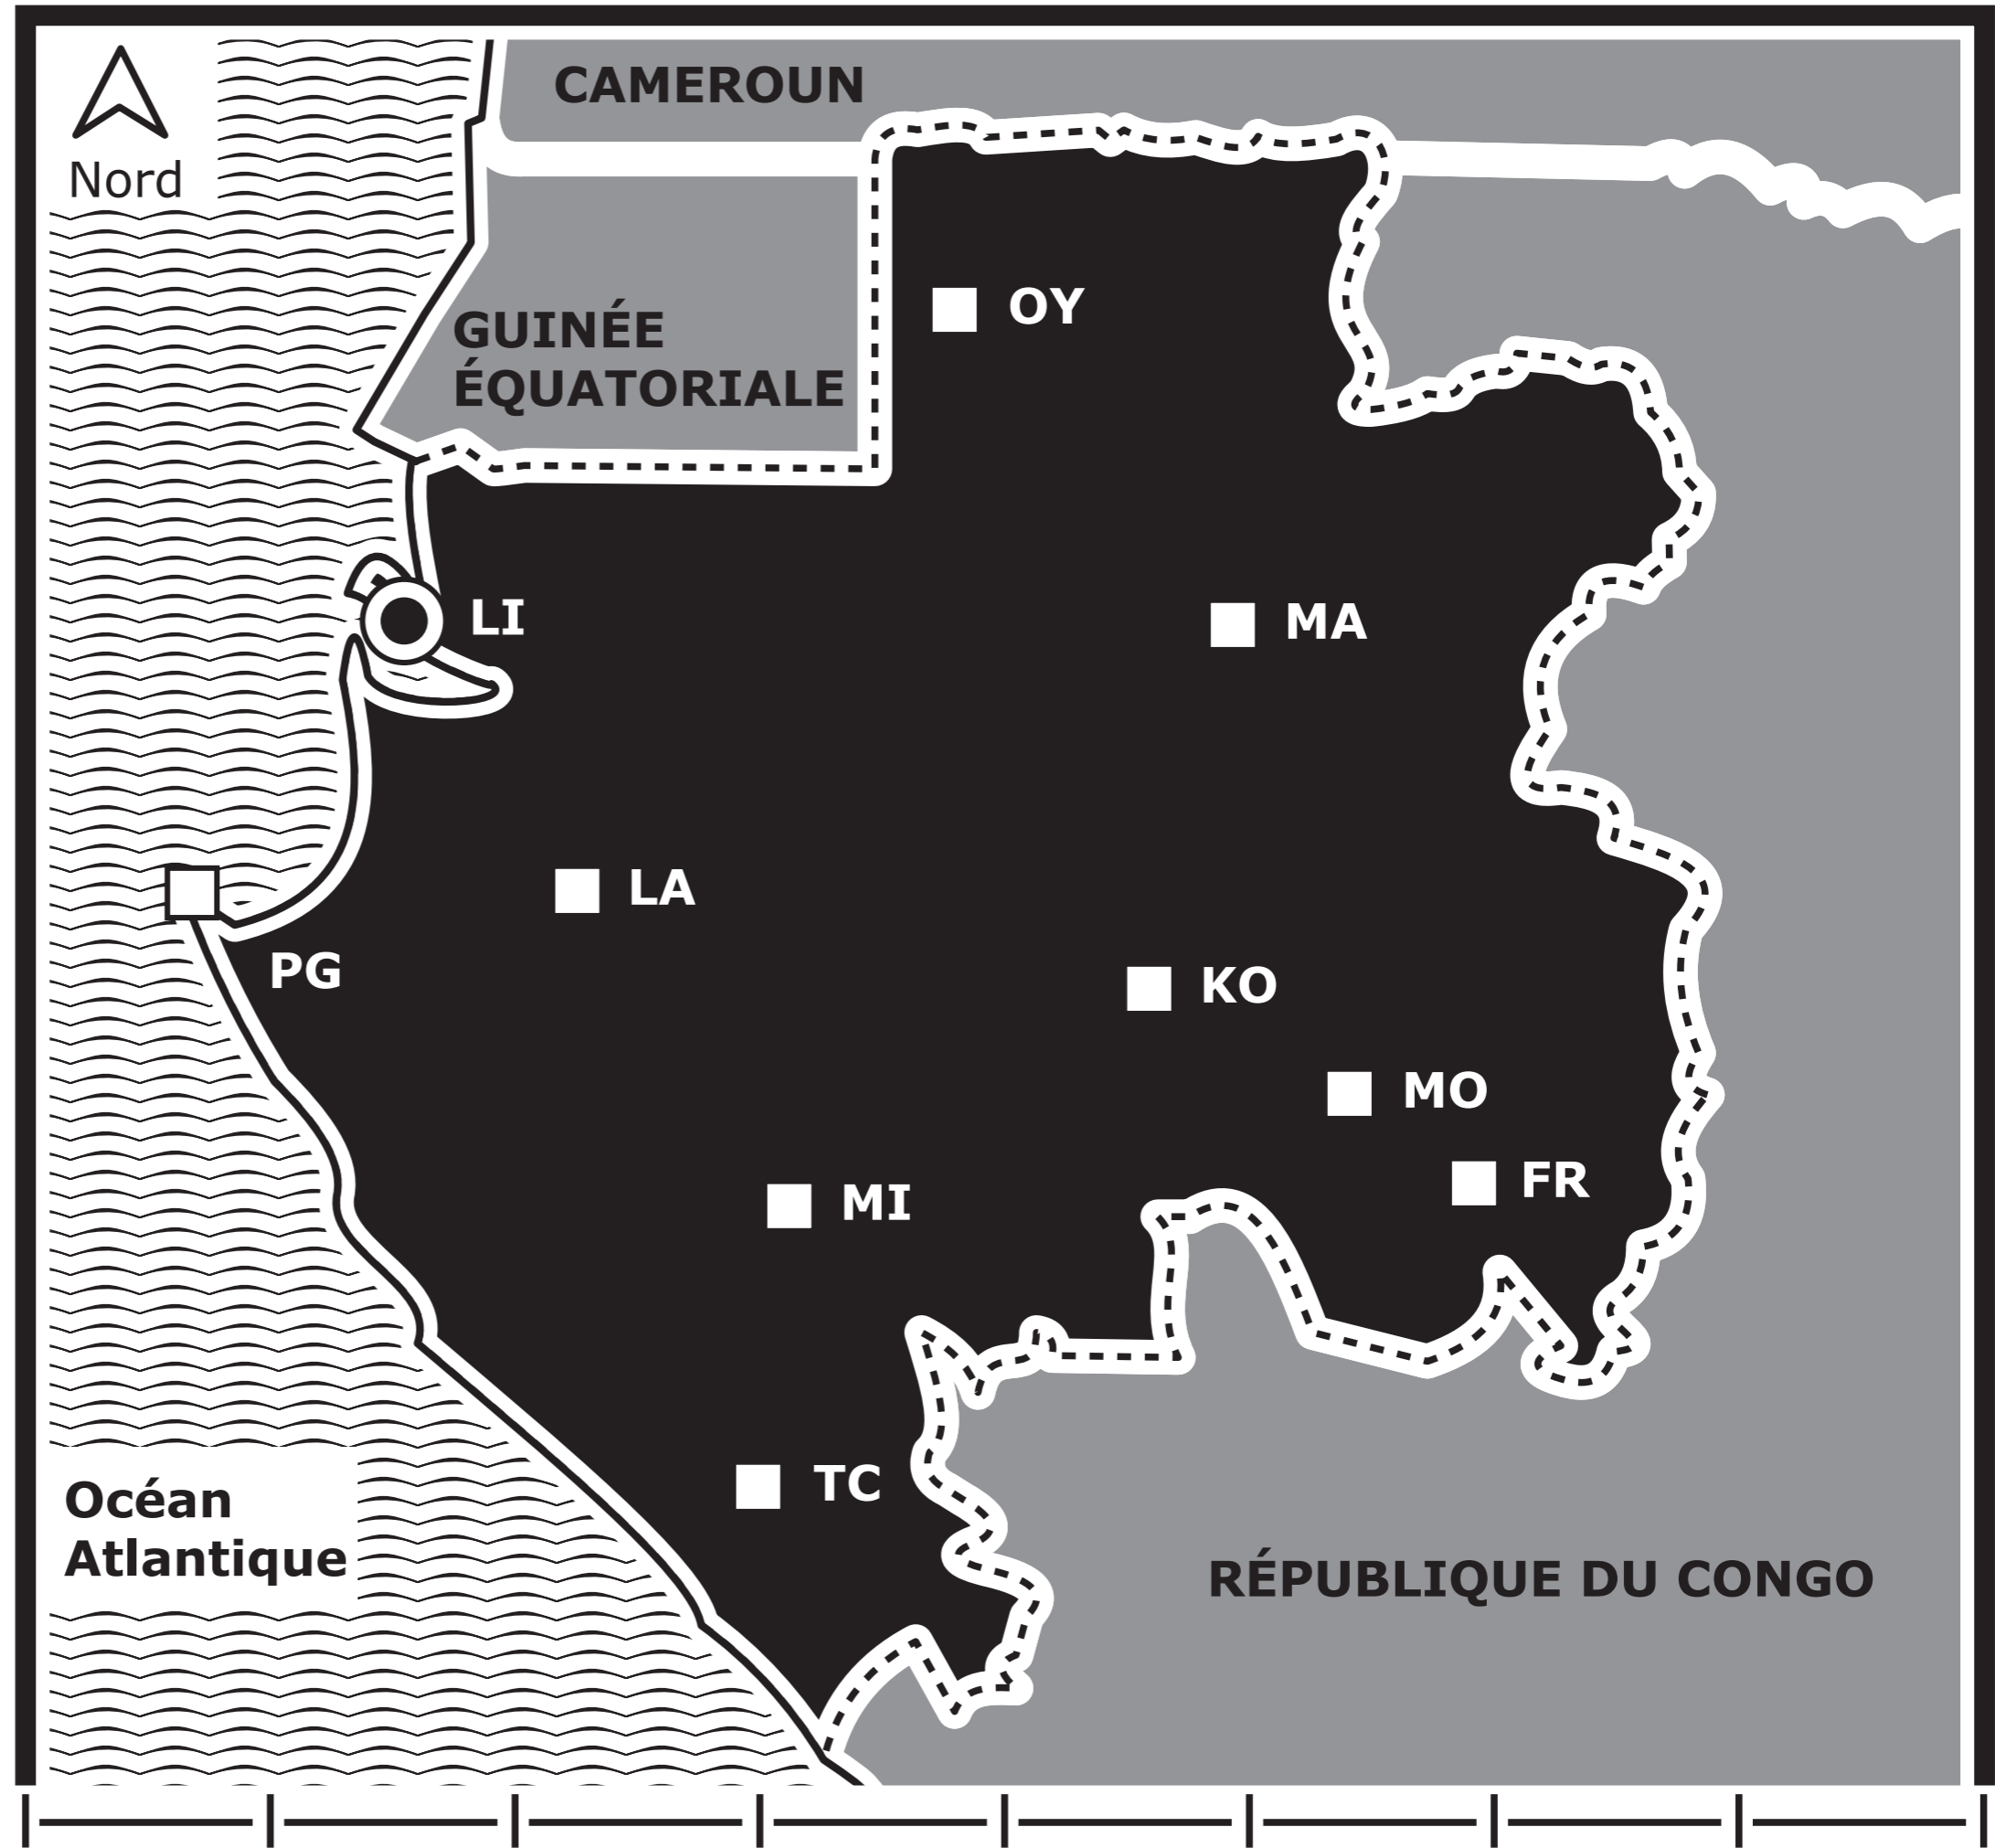 CAMEROUN
Nord
GUINÉE
ÉQUATORIALE
OY
LI
MA
LA
PG
KO
MO
FR
MI
TC
Océan
Atlantique
RÉPUBLIQUE DU CONGO